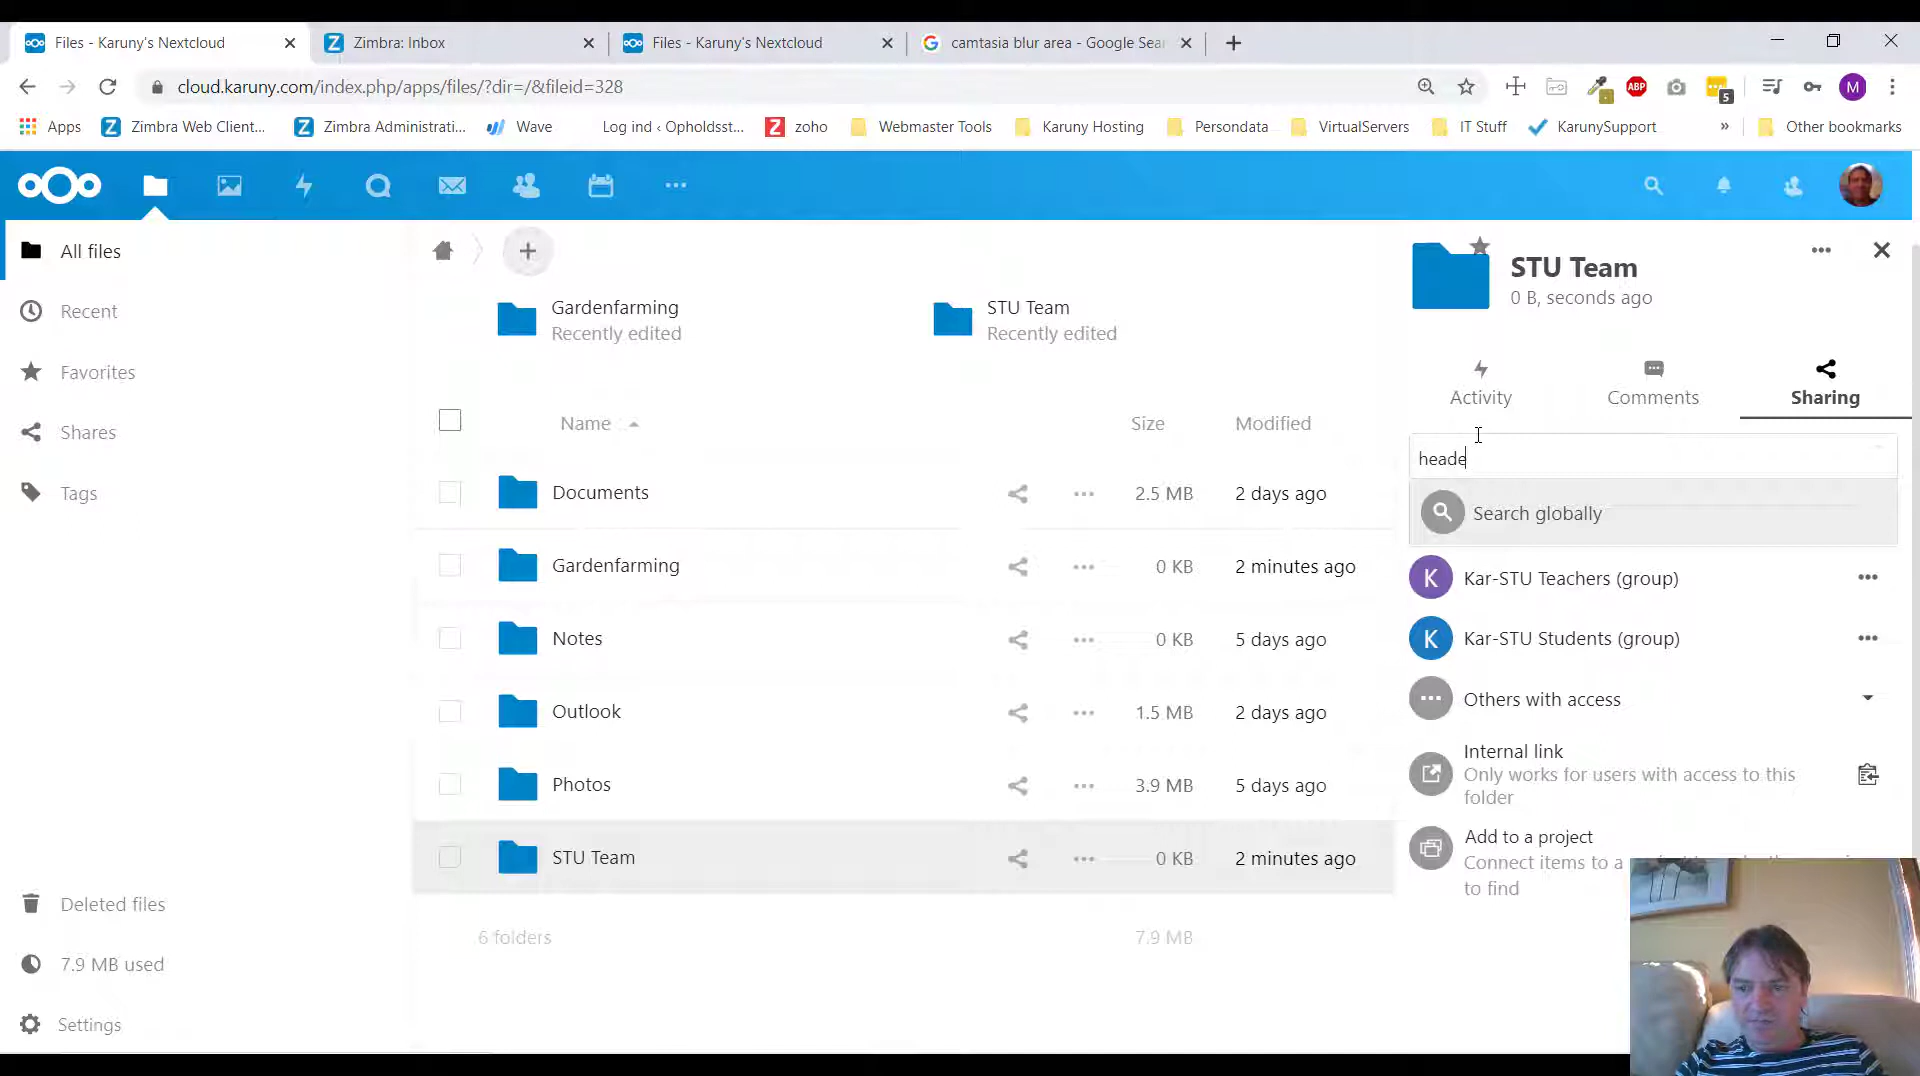 Files - Karuny's Nextcloud
Zimbra: Inbox
Files - Karuny's Nextcloud
camtasia blur area - Google Sear
cloud.karuny.com/index.php/apps/files/?dir=/&fileid=328
ABP
5
M
Apps
Zimbra Web Client...
Zimbra Administrati...
Wave
Log ind ‹ Opholdsst...
zoho
Webmaster Tools
Karuny Hosting
Persondata
VirtualServers
IT Stuff
KarunySupport
»
Other bookmarks
All files
Recent
Favorites
Shares
Tags
Deleted files
7.9 MB used
Settings
Gardenfarming
Recently edited
STU Team
Recently edited
Name
Size
Modified
Documents
2.5 MB
2 days ago
Gardenfarming
0 KB
2 minutes ago
Notes
0 KB
5 days ago
Outlook
1.5 MB
2 days ago
Photos
3.9 MB
5 days ago
STU Team
0 KB
2 minutes ago
6 folders
7.9 MB
STU Team
0 B, seconds ago
Activity
Comments
Sharing
heade
Search globally
K
Kar-STU Teachers (group)
K
Kar-STU Students (group)
Others with access
Internal link
Only works for users with access to this
folder
Add to a project
Connect items to a
to find